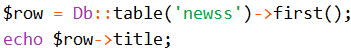 $row = Db::table('newss')->first();
echo $row->title;